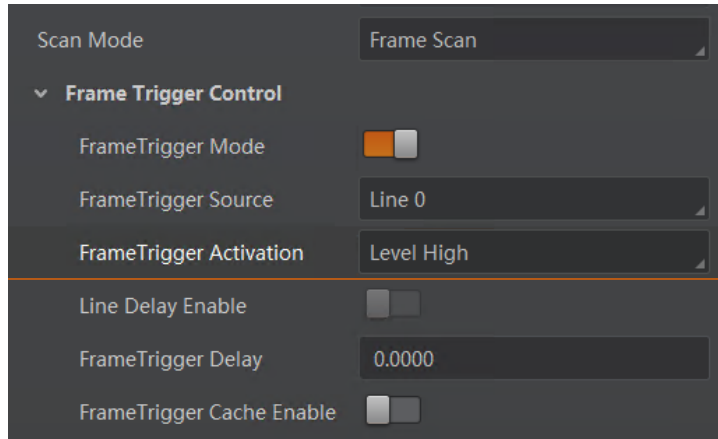 Scan Mode Frame Scan
Frame Trigger Control
FrameTrigger Mode
FrameTrigger Source Line 0
FrameTrigger Activation Level High
Line Delay Enable
FrameTrigger Delay 0.0000
FrameTrigger Cache Enable